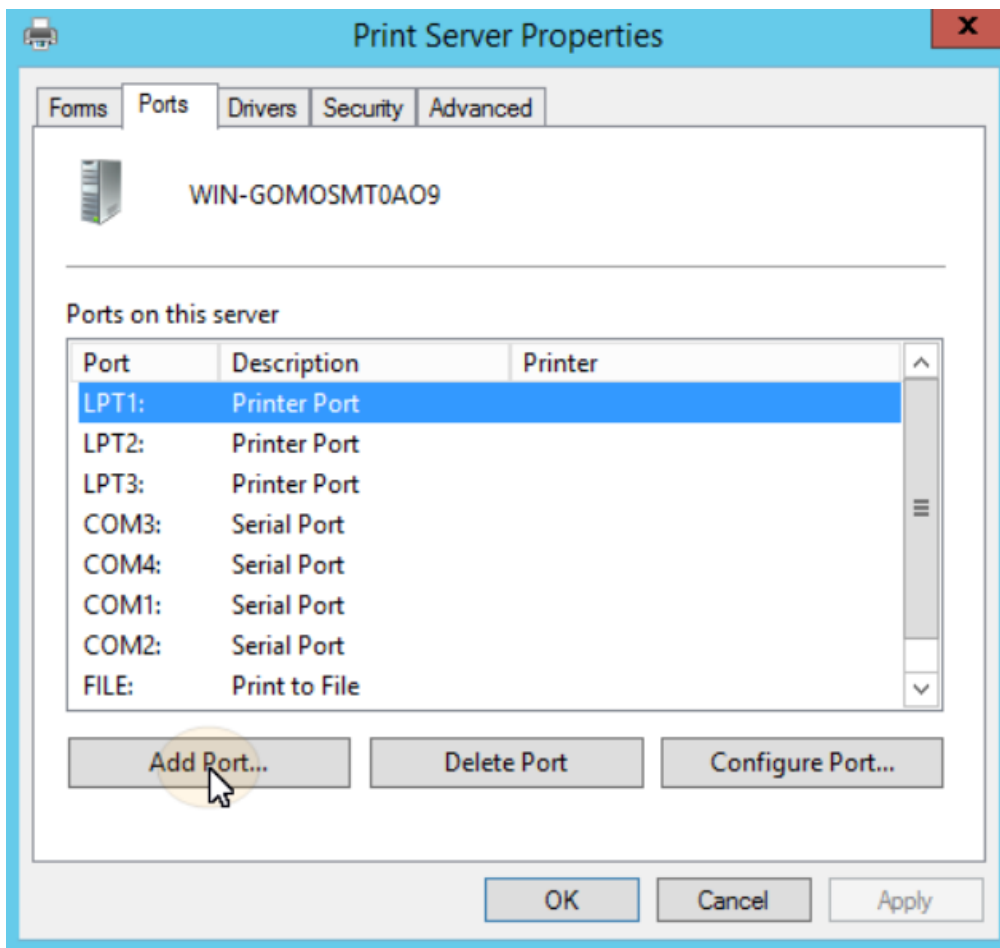 Print Server Properties
x
Forms Ports Drivers Security Advanced
WIN-GOMOSMT0AO9
Ports on this server
Port Description Printer
LPT1: Printer Port
LPT2: Printer Port
LPT3: Printer Port
COM3: Serial Port
COM4: Serial Port
COM1: Serial Port
COM2: Serial Port
FILE: Print to File
Add Port... Delete Port Configure Port...
OK Cancel Apply